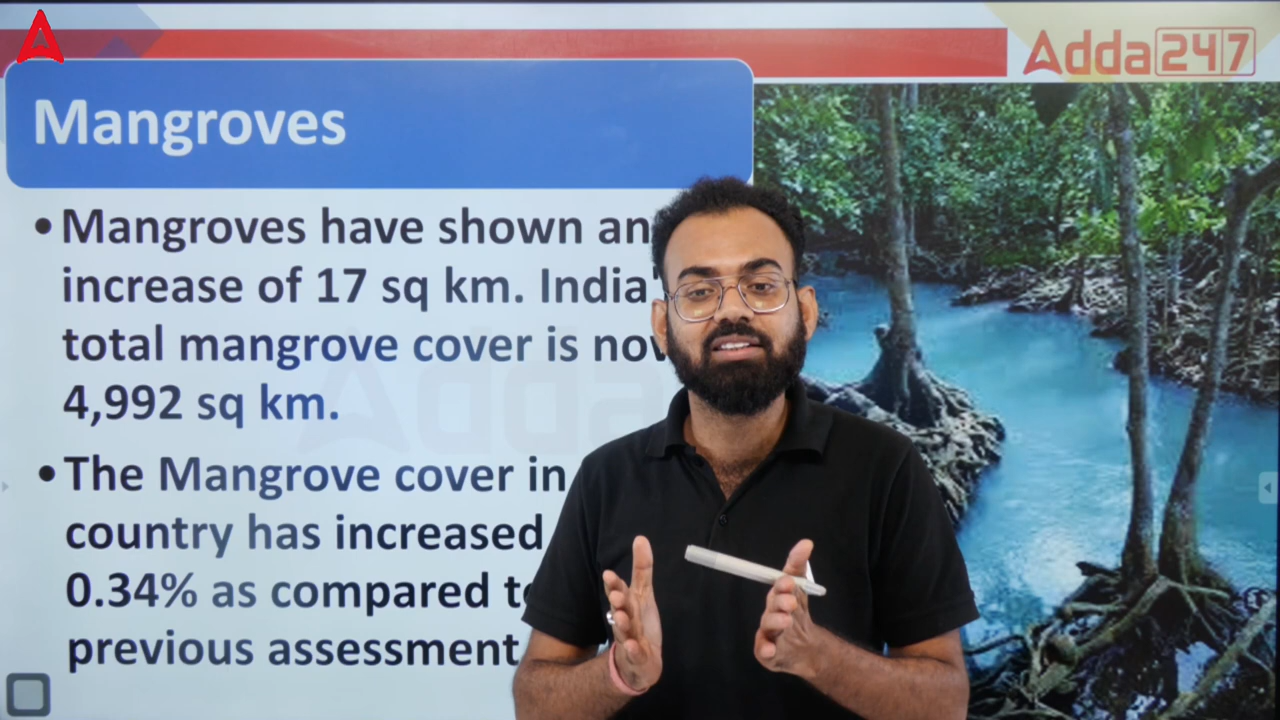 Adda247
Mangroves
• Mangroves have shown an
increase of 17 sq km. India'
total mangrove cover is
4,992 sq km.
• The Mangrove cover in
country has increased
0.34% as compared
previous assessment